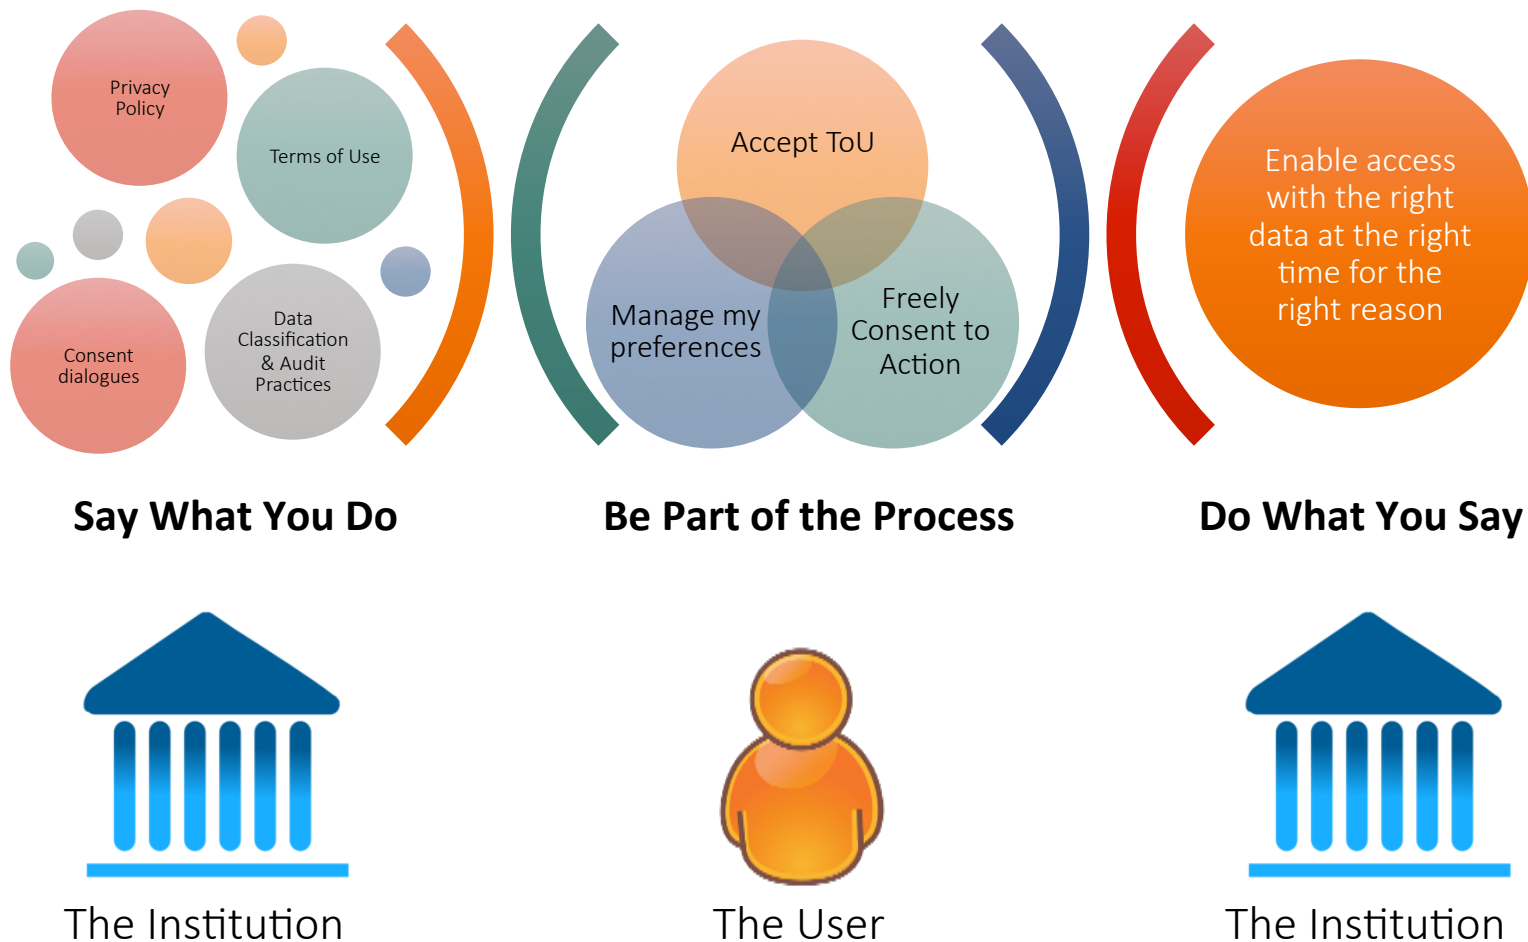 Privacy
Policy
Terms of Use
Consent
dialogues
Data
Classification
& Audit
Practices
Accept ToU
Manage my
preferences
Freely
Consent to
Action
Enable access
with the right
data at the right
time for the
right reason
Say What You Do
Be Part of the Process
Do What You Say
The Institution
The User
The Institution